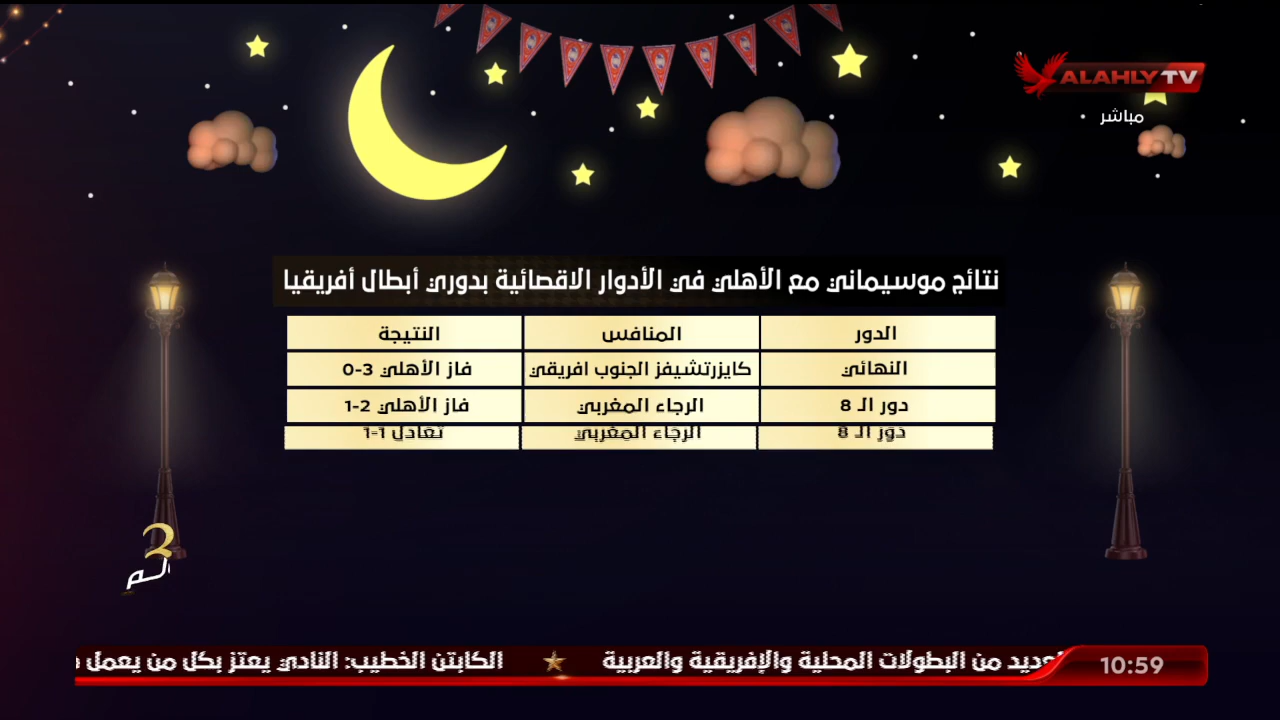 ALAHLY TV
مباشر
نتائج موسيماني مع الأهلي في الأدوار الاقصائية بدوري أبطال أفريقيا
الدور المنافس النتيجة
النهائي كايزرتشيفز الجنوب افريقي فاز الأهلي 3-0
دور الـ 8 الرجاء المغربي فاز الأهلي 2-1
دور الـ 8 الرجاء المغربي تعادل 1-1
10:59
من البطولات المحلية والإفريقية والعربية
الكابتن الخطيب: النادي يعتز بكل من يعمل